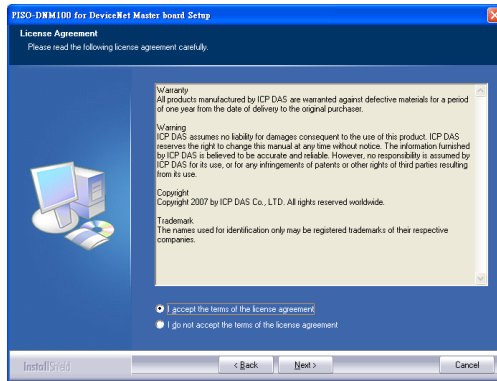 PISO-DNM100 for DeviceNet Master board Setup
License Agreement
Please read the following license agreement carefully.
Warranty
All products manufactured by ICP DAS are warranted against defective materials for a period
of one year from the date of delivery to the original purchaser.
Warning
ICP DAS assumes no liability for damages consequent to the use of this product. ICP DAS
reserves the right to change this manual at any time without notice. The information furnished
by ICP DAS is believed to be accurate and reliable. However, no responsibility is assumed by
ICP DAS for its use, or for any infringements of patents or other rights of third parties resulting
from its use.
Copyright
Copyright 2007 by ICP DAS Co., LTD. All rights reserved worldwide.
Trademark
The names used for identification only may be registered trademarks of their respective
companies.
I accept the terms of the license agreement
I do not accept the terms of the license agreement
InstallShield
< Back
Next >
Cancel